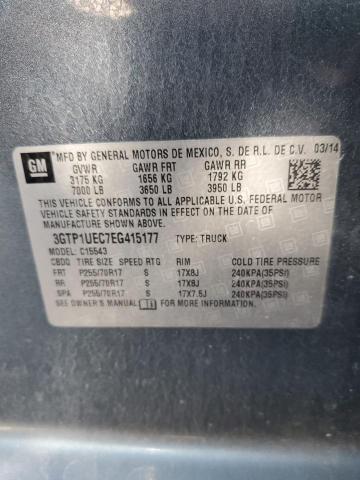 GM
MFD BY GENERAL MOTORS DE MEXICO, S. DE R.L. DE C.V. 03/14
GVWR GAWR FRT GAWR RR
3175 KG 1656 KG 1792 KG
7000 LB 3650 LB 3950 LB
THIS VEHICLE CONFORMS TO ALL APPLICABLE U.S. FEDERAL MOTOR
VEHICLE SAFETY STANDARDS IN EFFECT ON THE DATE OF
MANUFACTURE SHOWN ABOVE.
3GTP1UEC7EG415177 TYPE: TRUCK
MODEL: C15543
TIRE SIZE SPEED RTG RIM COLD TIRE PRESSURE
FRT P255/70R17 S 17X8J 240KPA(35PSI)
RR P255/70R17 S 17X8J 240KPA(35PSI)
SPA P255/70R17 S 17X7.5J 240KPA(35PSI)
SEE OWNER'S MANUAL FOR MORE INFORMATION.